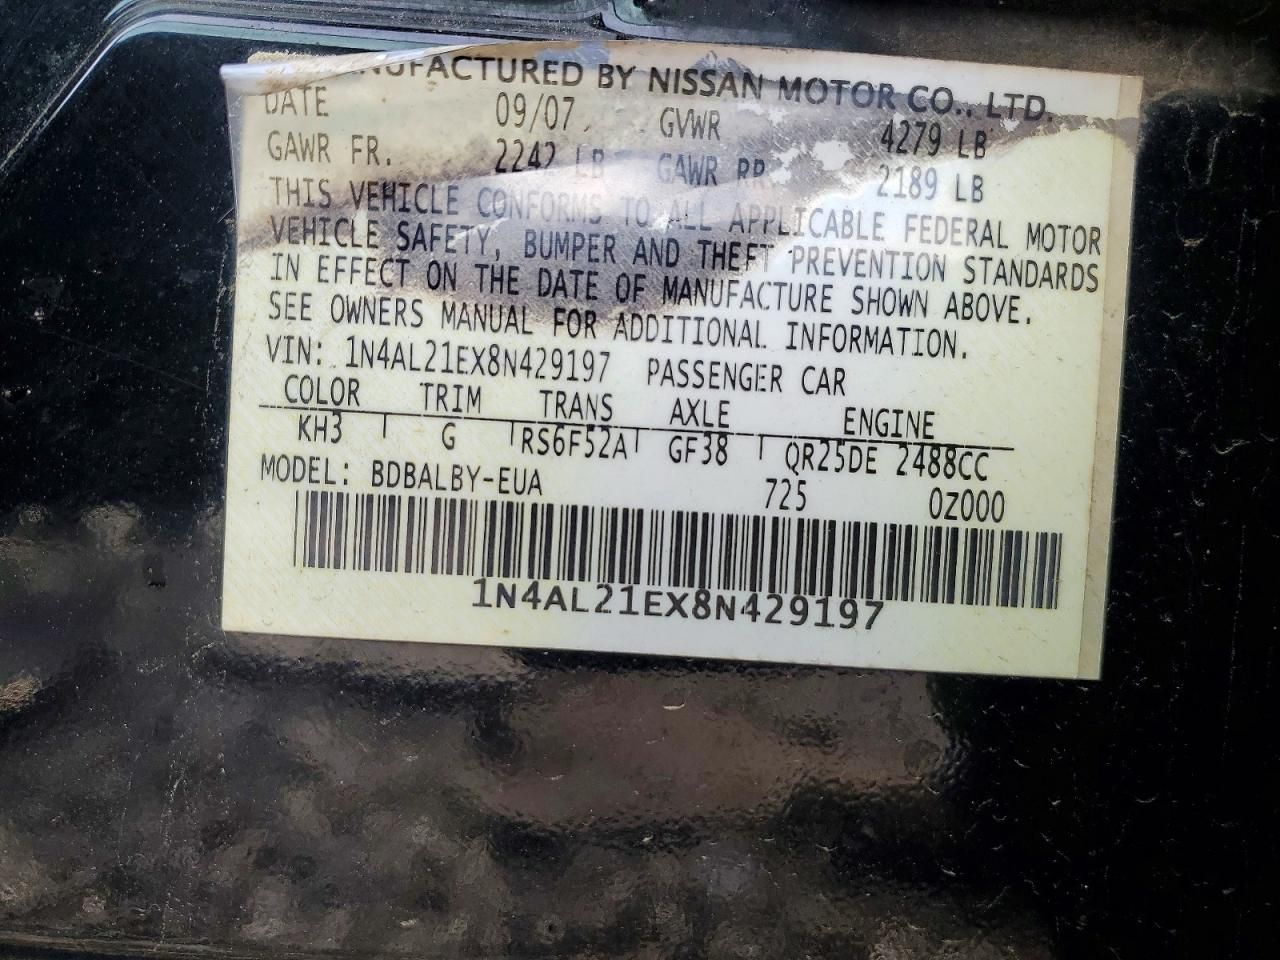 MANUFACTURED BY NISSAN MOTOR CO., LTD.
DATE 09/07 GVWR 4279 LB
GAWR FR. 2242 LB GAWR RR. 2189 LB
THIS VEHICLE CONFORMS TO ALL APPLICABLE FEDERAL MOTOR
VEHICLE SAFETY, BUMPER AND THEFT PREVENTION STANDARDS
IN EFFECT ON THE DATE OF MANUFACTURE SHOWN ABOVE.
SEE OWNERS MANUAL FOR ADDITIONAL INFORMATION.
VIN: 1N4AL21EX8N429197 PASSENGER CAR
COLOR TRIM TRANS AXLE ENGINE
KH3 G RS6F52A GF38 QR25DE 2488CC
MODEL: BDBALBY-EUA 725 0Z000
1N4AL21EX8N429197